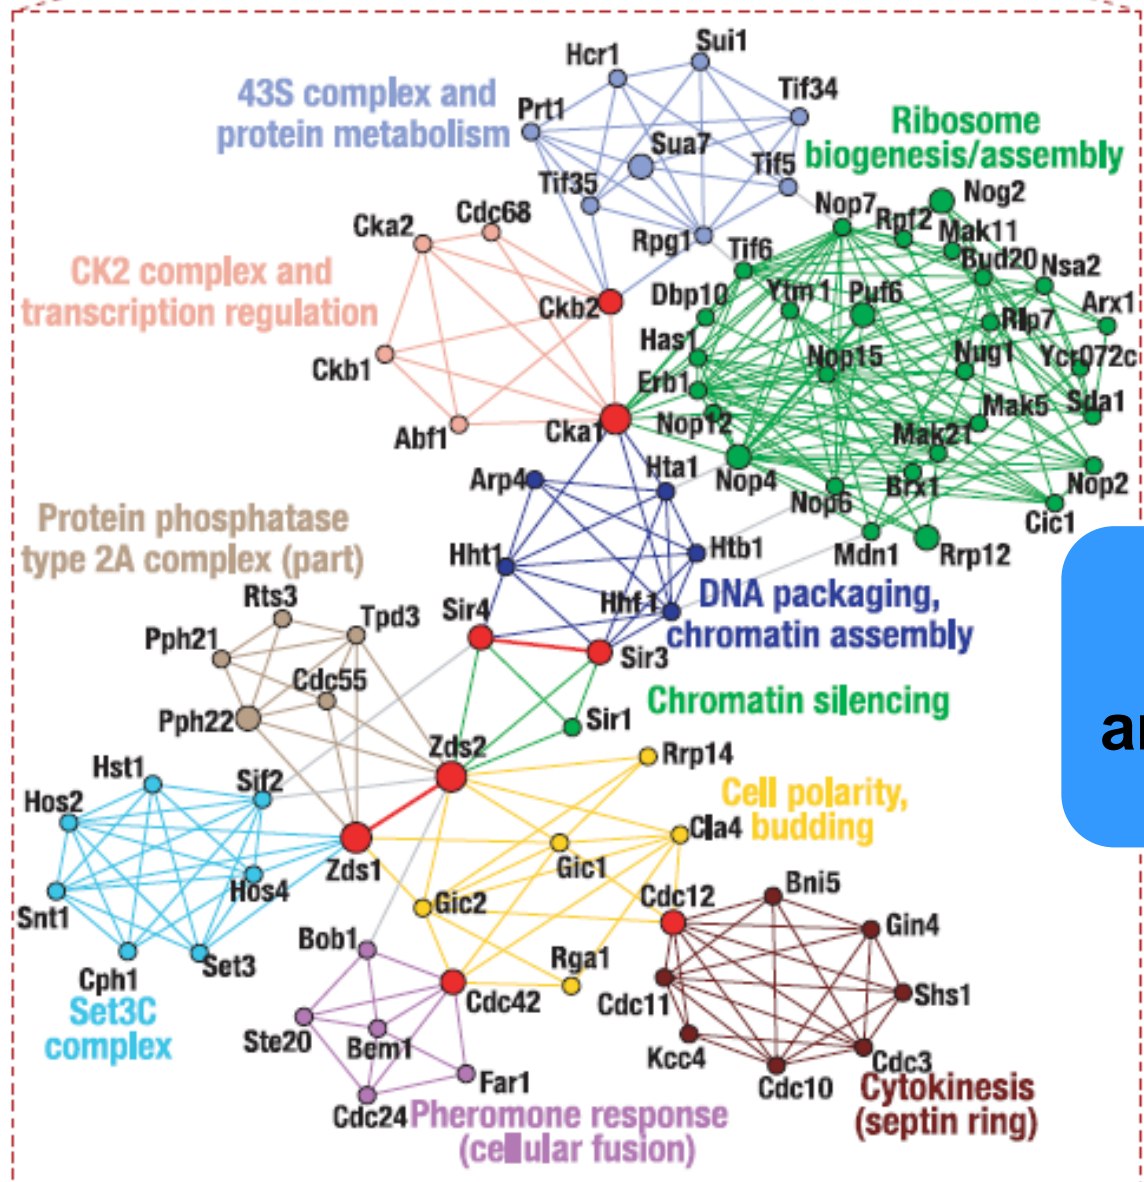 Sui1
Hcr1
43S complex and
protein metabolism
Tif34
Prt1
Sua7
Ribosome
biogenesis/assembly
Tif5
Tif35
Nog2
Nop7
Rpf2
Cdc68
Cka2
Rpg1
Mak11
Tif6
Bud20
Nsa2
CK2 complex and
transcription regulation
Ckb2
Dbp10
Ytm1
Puf6
Arx1
Rlp7
Has1
Nop15
Nug1
Ycr072c
Ckb1
Erb1
Mak5
Sda1
Nop12
Cka1
Abf1
Mak21
Hta1
Arp4
Nop4
Brx1
Nop2
Nop6
Cic1
Protein phosphatase
type 2A complex (part)
Hht1
Htb1
Mdn1
Rrp12
Rts3
Hhf1
DNA packaging,
chromatin assembly
Tpd3
Sir4
Pph21
Sir3
Cdc55
Chromatin silencing
Pph22
Sir1
ar
Zds2
Rrp14
Hst1
Sif2
Cell polarity,
budding
Hos2
Cla4
Zds1
Gic1
Hos4
Cdc12
Bni5
Snt1
Gic2
Gin4
Bob1
Rga1
Set3
Cph1
Shs1
Cdc42
Cdc11
Set3C
complex
Ste20
Bem1
Kcc4
Cdc3
Far1
Cdc10
Cytokinesis
(septin ring)
Cdc24
Pheromone response
(cellular fusion)